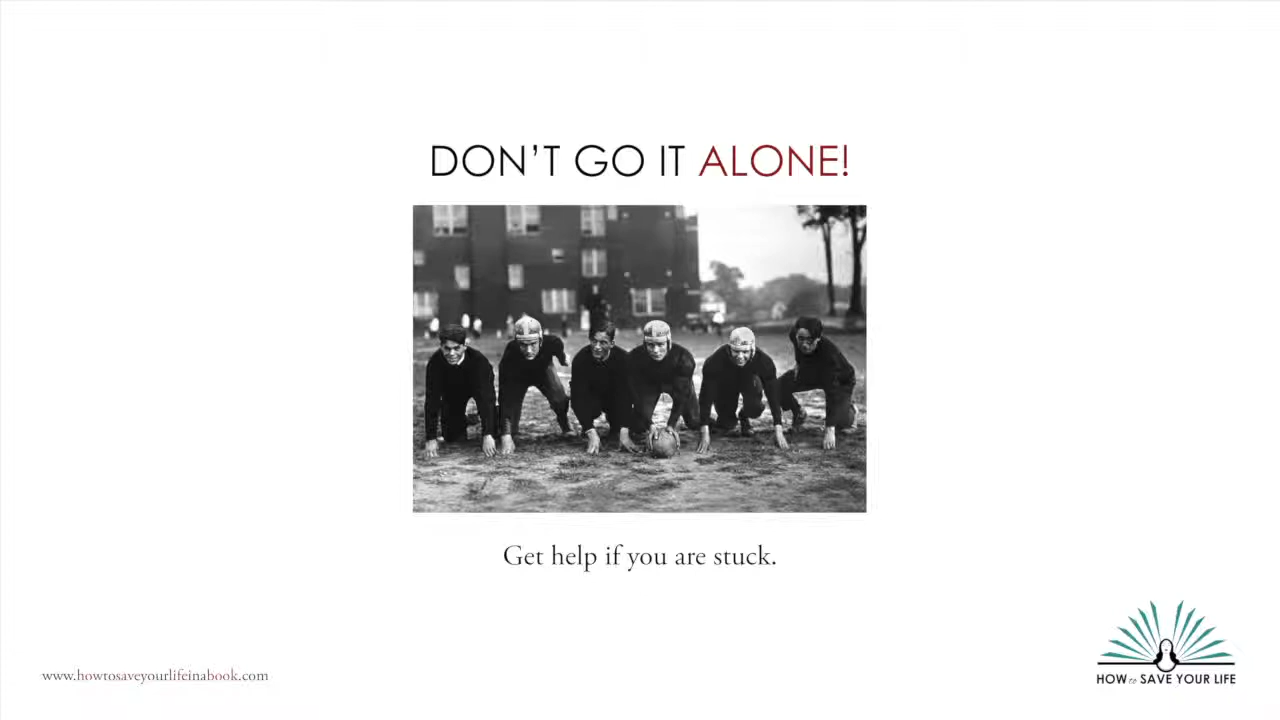 DON'T GO IT ALONE!
Get help if you are stuck.
www.howtosaveyourlifeinabook.com
HOW to SAVE YOUR LIFE